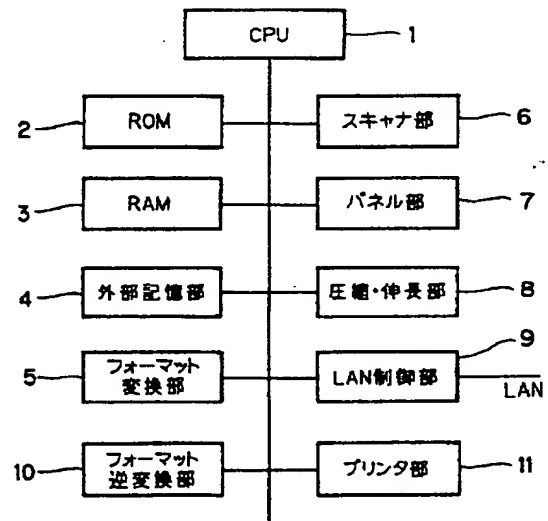 CPU
1
2
ROM
スキャナ部
6
3
RAM
パネル部
7
4
外部記憶部
圧縮・伸長部
8
5
フォーマット
変換部
LAN制御部
9
LAN
10
フォーマット
逆変換部
プリンタ部
11